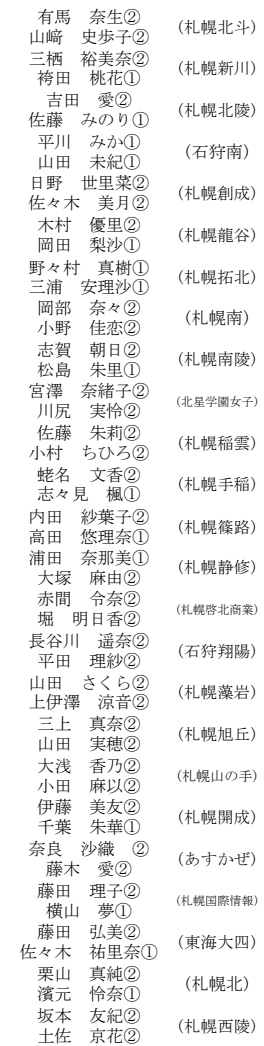 有馬　奈生②
山﨑　史歩子②
(札幌北斗)
三栖　裕美奈②
袴田　桃花①
(札幌新川)
吉田　愛②
佐藤　みのり①
(札幌北陵)
平川　みか①
山田　未紀①
(石狩南)
日野　世里菜②
佐々木　美月②
(札幌創成)
木村　優里②
岡田　梨沙①
(札幌龍谷)
野々村　真樹①
三浦　安理沙①
(札幌拓北)
岡部　奈々②
小野　佳恋②
(札幌南)
志賀　朝日②
松島　朱里①
(札幌南陵)
宮澤　奈緒子②
川尻　実怜②
(北星学園女子)
佐藤　朱莉②
小村　ちひろ②
(札幌稲雲)
蛯名　文香②
志々見　楓①
(札幌手稲)
内田　紗葉子②
高田　悠理奈①
(札幌篠路)
浦田　奈那美①
大塚　麻由②
(札幌静修)
赤間　令奈②
堀　明日香②
(札幌啓北商業)
長谷川　遥奈②
平田　理紗②
(石狩翔陽)
山田　さくら②
上伊澤　涼音②
(札幌藻岩)
三上　真奈②
山田　実穂②
(札幌旭丘)
大浅　香乃②
小田　麻以②
(札幌山の手)
伊藤　美友②
千葉　朱華①
(札幌開成)
奈良　沙織　②
藤木　愛②
(あすかぜ)
藤田　理子②
横山　夢①
(札幌国際情報)
藤田　弘美②
佐々木　祐里奈①
(東海大四)
栗山　真純②
濱元　怜奈①
(札幌北)
坂本　友紀②
土佐　京花②
(札幌西陵)